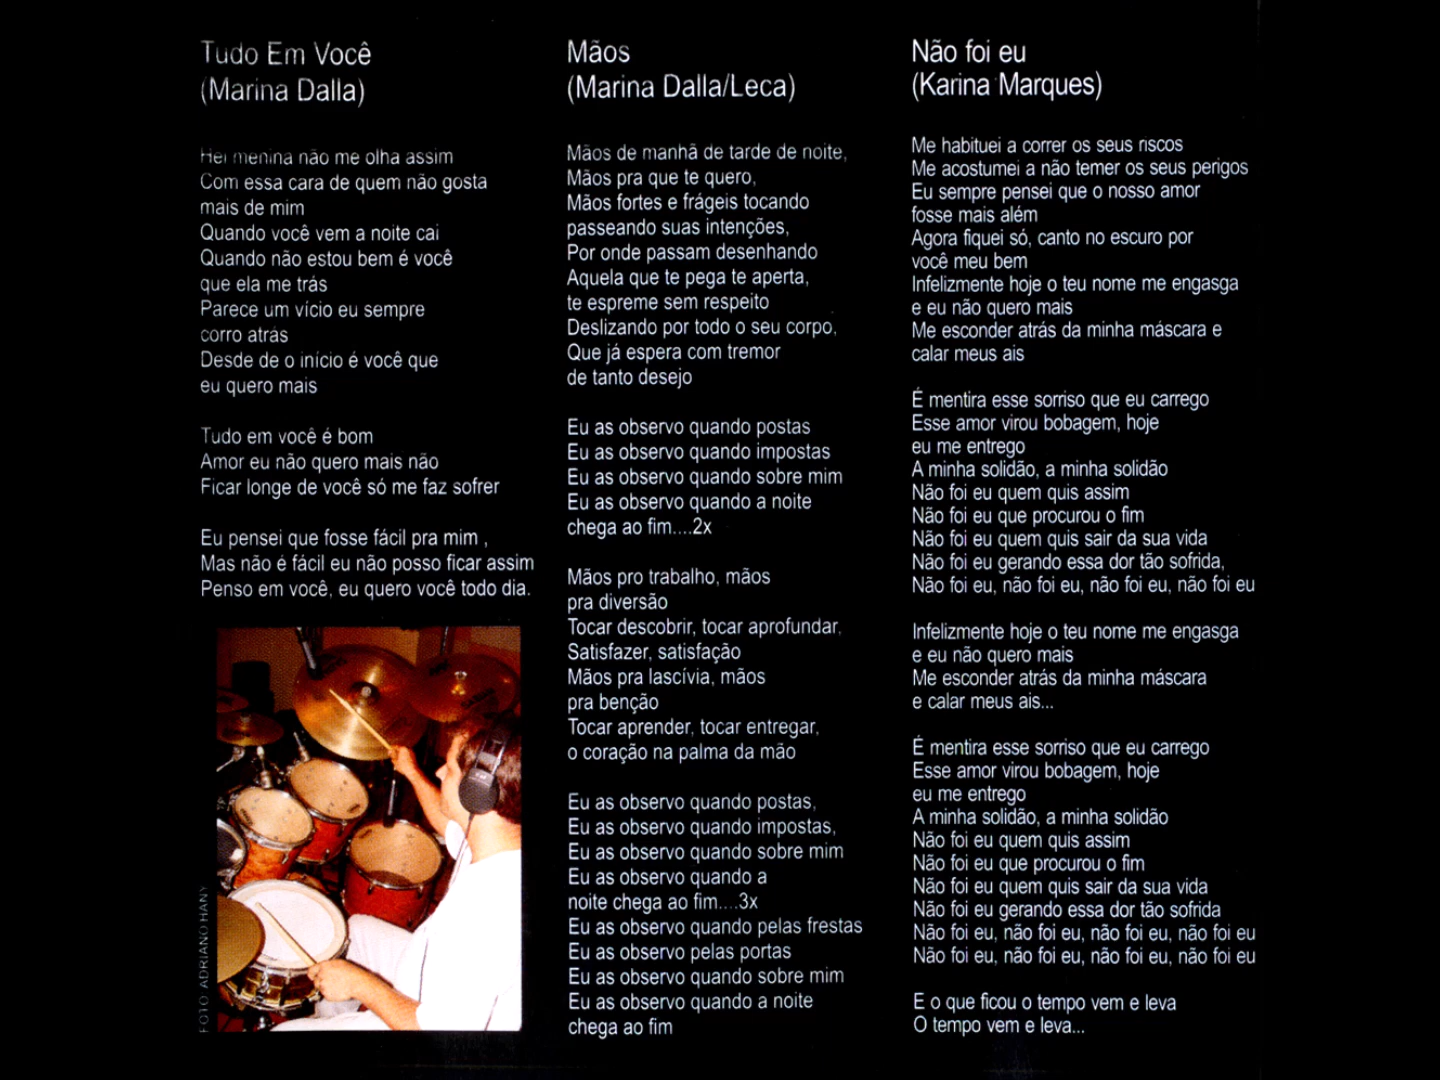 Tudo Em Você
(Marina Dalla)
Hei menina não me olha assim
Com essa cara de quem não gosta
mais de mim
Quando você vem a noite cai
Quando não estou bem é você
que ela me trás
Parece um vício eu sempre
corro atrás
Desde de o início é você que
eu quero mais
Tudo em você é bom
Amor eu não quero mais não
Ficar longe de você só me faz sofrer
Eu pensei que fosse fácil pra mim ,
Mas não é fácil eu não posso ficar assim
Penso em você, eu quero você todo dia.
FOTO ADRIANO HANY
Mãos
(Marina Dalla/Leca)
Mãos de manhã de tarde de noite,
Mãos pra que te quero,
Mãos fortes e frágeis tocando
passeando suas intenções,
Por onde passam desenhando
Aquela que te pega te aperta,
te espreme sem respeito
Deslizando por todo o seu corpo,
Que já espera com tremor
de tanto desejo
Eu as observo quando postas
Eu as observo quando impostas
Eu as observo quando sobre mim
Eu as observo quando a noite
chega ao fim....2x
Mãos pro trabalho, mãos
pra diversão
Tocar descobrir, tocar aprofundar,
Satisfazer, satisfação
Mãos pra lascívia, mãos
pra benção
Tocar aprender, tocar entregar,
o coração na palma da mão
Eu as observo quando postas,
Eu as observo quando impostas,
Eu as observo quando sobre mim
Eu as observo quando a
noite chega ao fim....3x
Eu as observo quando pelas frestas
Eu as observo pelas portas
Eu as observo quando sobre mim
Eu as observo quando a noite
chega ao fim
Não foi eu
(Karina Marques)
Me habituei a correr os seus riscos
Me acostumei a não temer os seus perigos
Eu sempre pensei que o nosso amor
fosse mais além
Agora fiquei só, canto no escuro por
você meu bem
Infelizmente hoje o teu nome me engasga
e eu não quero mais
Me esconder atrás da minha máscara e
calar meus ais
É mentira esse sorriso que eu carrego
Esse amor virou bobagem, hoje
eu me entrego
A minha solidão, a minha solidão
Não foi eu quem quis assim
Não foi eu que procurou o fim
Não foi eu quem quis sair da sua vida
Não foi eu gerando essa dor tão sofrida,
Não foi eu, não foi eu, não foi eu, não foi eu
Infelizmente hoje o teu nome me engasga
e eu não quero mais
Me esconder atrás da minha máscara
e calar meus ais...
É mentira esse sorriso que eu carrego
Esse amor virou bobagem, hoje
eu me entrego
A minha solidão, a minha solidão
Não foi eu quem quis assim
Não foi eu que procurou o fim
Não foi eu quem quis sair da sua vida
Não foi eu gerando essa dor tão sofrida
Não foi eu, não foi eu, não foi eu, não foi eu
Não foi eu, não foi eu, não foi eu, não foi eu
E o que ficou o tempo vem e leva
O tempo vem e leva...